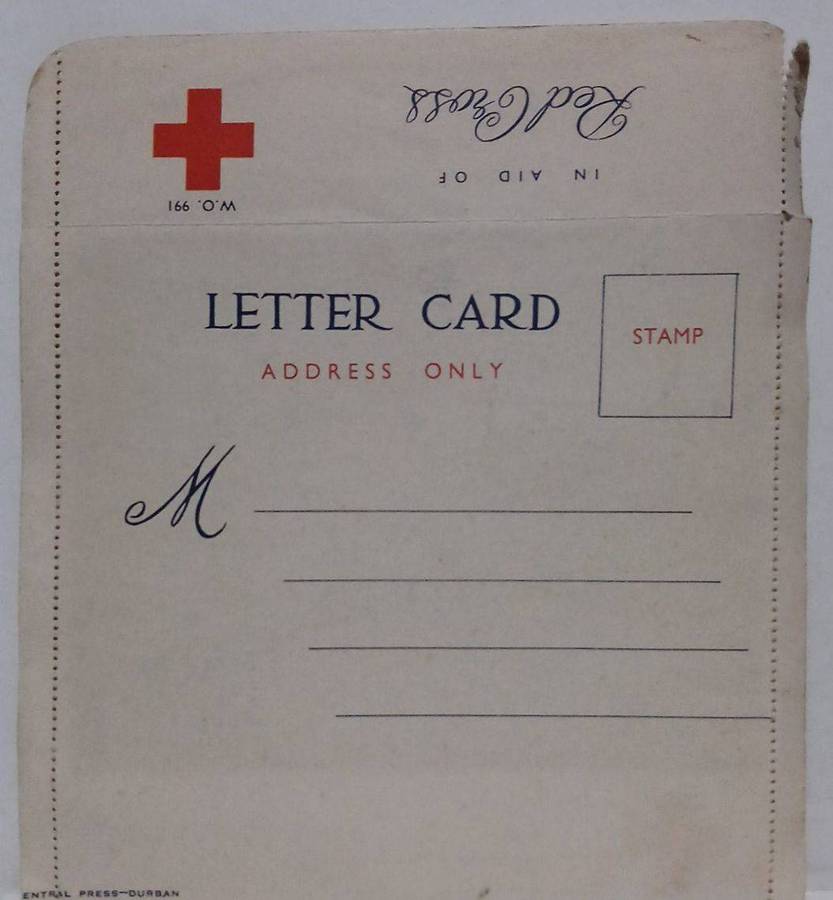 IN AID OF
Red Cross
W.O. 991
LETTER CARD
STAMP
ADDRESS ONLY
M
ENTRAL PRESS—DURBAN